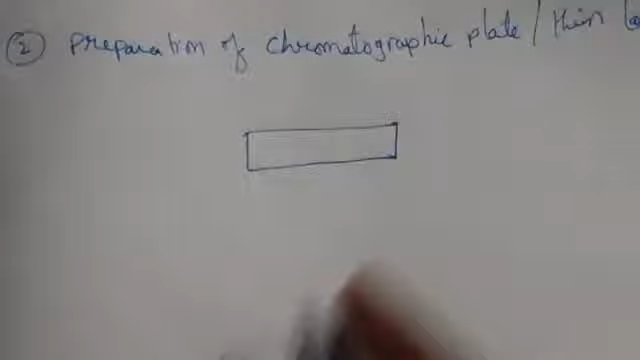 ② Preparation of chromatographic plate / thin